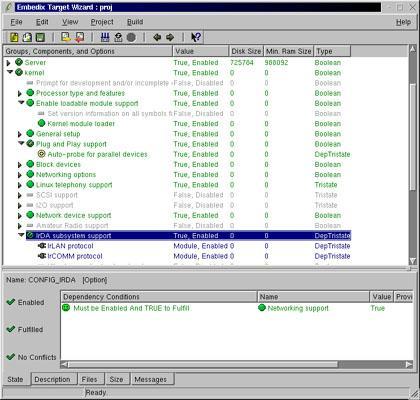 Embedix Target Wizard : proj
File Edit View Project Build Help
Groups, Components, and Options Value Disk Size Min. Ram Size Type
Server True, Enabled 725764 988092 Boolean
kernel True, Enabled 0 0 Boolean
Prompt for development and/or incomplete False, Disabled 0 0 Boolean
Processor type and features True, Enabled 0 0 Boolean
Enable loadable module support True, Enabled 0 0 Boolean
Set version information on all symbols f False, Disabled 0 0 Boolean
Kernel module loader True, Enabled 0 0 Boolean
General setup True, Enabled 0 0 Boolean
Plug and Play support True, Enabled 0 0 Boolean
Auto-probe for parallel devices True, Enabled 0 0 DepTristate
Block devices True, Enabled 0 0 Boolean
Networking options True, Enabled 0 0 Boolean
Linux telephony support True, Enabled 0 0 Tristate
SCSI support False, Disabled 0 0 Tristate
I2O support False, Disabled 0 0 Tristate
Network device support True, Enabled 0 0 Boolean
Amateur Radio support False, Disabled 0 0 Boolean
IrDA subsystem support True, Enabled 0 0 DepTristate
IrLAN protocol Module, Enabled 0 0 DepTristate
IrCOMM protocol Module, Enabled 0 0 DepTristate
Name: CONFIG_IRDA [Option]
Enabled
Fulfilled
No Conflicts
Dependency Conditions Name Value Provi
Must be Enabled And TRUE to Fulfill Networking support True
State Description Files Size Messages
Ready.